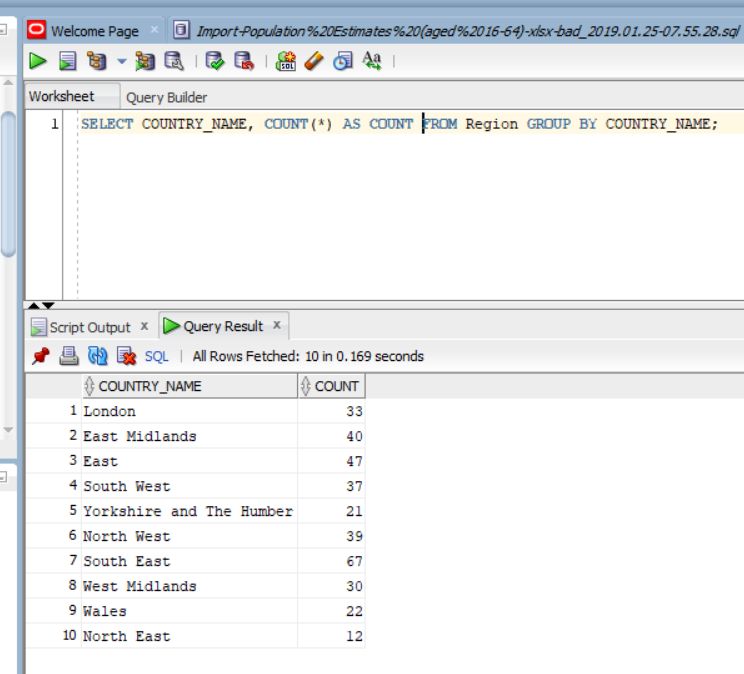 Welcome Page × Import-Population%20Estimates%20(aged%2016-64)-xlsx-bad_2019.01.25-07.55.28.sql
SQL Aa
Worksheet Query Builder
1 SELECT COUNTRY_NAME, COUNT(*) AS COUNT FROM Region GROUP BY COUNTRY_NAME;
Script Output x Query Result x
SQL | All Rows Fetched: 10 in 0.169 seconds
COUNTRY_NAME COUNT
1 London 33
2 East Midlands 40
3 East 47
4 South West 37
5 Yorkshire and The Humber 21
6 North West 39
7 South East 67
8 West Midlands 30
9 Wales 22
10 North East 12